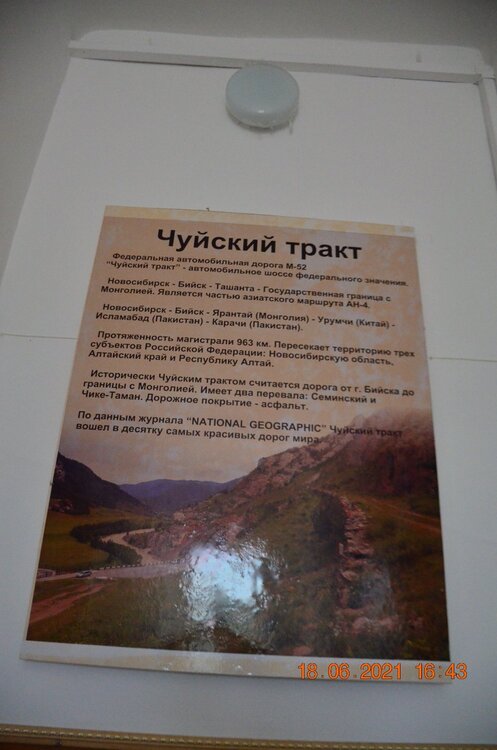 Чуйский тракт
Федеральная автомобильная дорога М-52
"Чуйский тракт" - автомобильное шоссе федерального значения.
Новосибирск - Бийск - Ташанта - Государственная граница с
Монголией. Является частью азиатского маршрута АН-4.
Новосибирск - Бийск - Ярантай (Монголия) - Урумчи (Китай) -
Исламабад (Пакистан) - Карачи (Пакистан).
Протяженность магистрали 963 км. Пересекает территорию трех
субъектов Российской Федерации: Новосибирскую область,
Алтайский край и Республику Алтай.
Исторически Чуйским трактом считается дорога от г. Бийска до
границы с Монголией. Имеет два перевала: Семинский и
Чике-Таман. Дорожное покрытие - асфальт.
По данным журнала "NATIONAL GEOGRAPHIC" Чуйский тракт
вошел в десятку самых красивых дорог мира.
18.06.2021 16:43